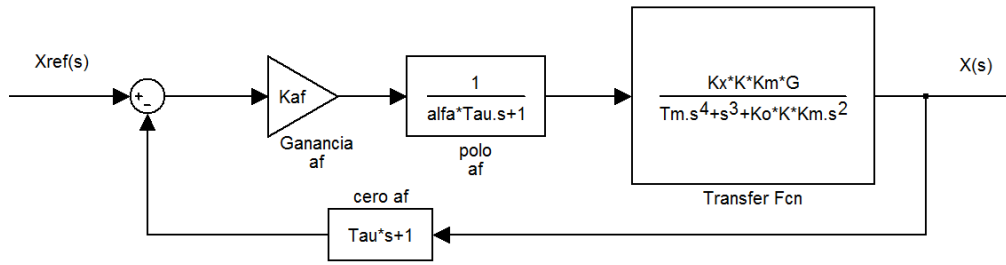 Xref(s)
X(s)
+
-
Kaf
Ganancia
af
1
alfa*Tau.s+1
polo
af
Kx*K*Km*G
Tm.s⁴+s³+Ko*K*Km.s²
Transfer Fcn
cero af
Tau*s+1